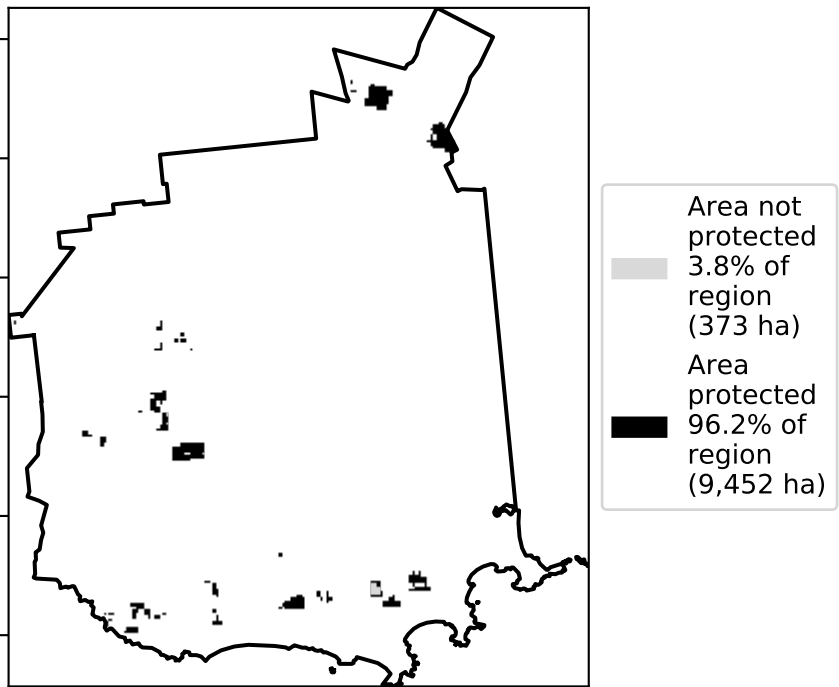 Area not
protected
3.8% of
region
(373 ha)
Area
protected
96.2% of
region
(9,452 ha)